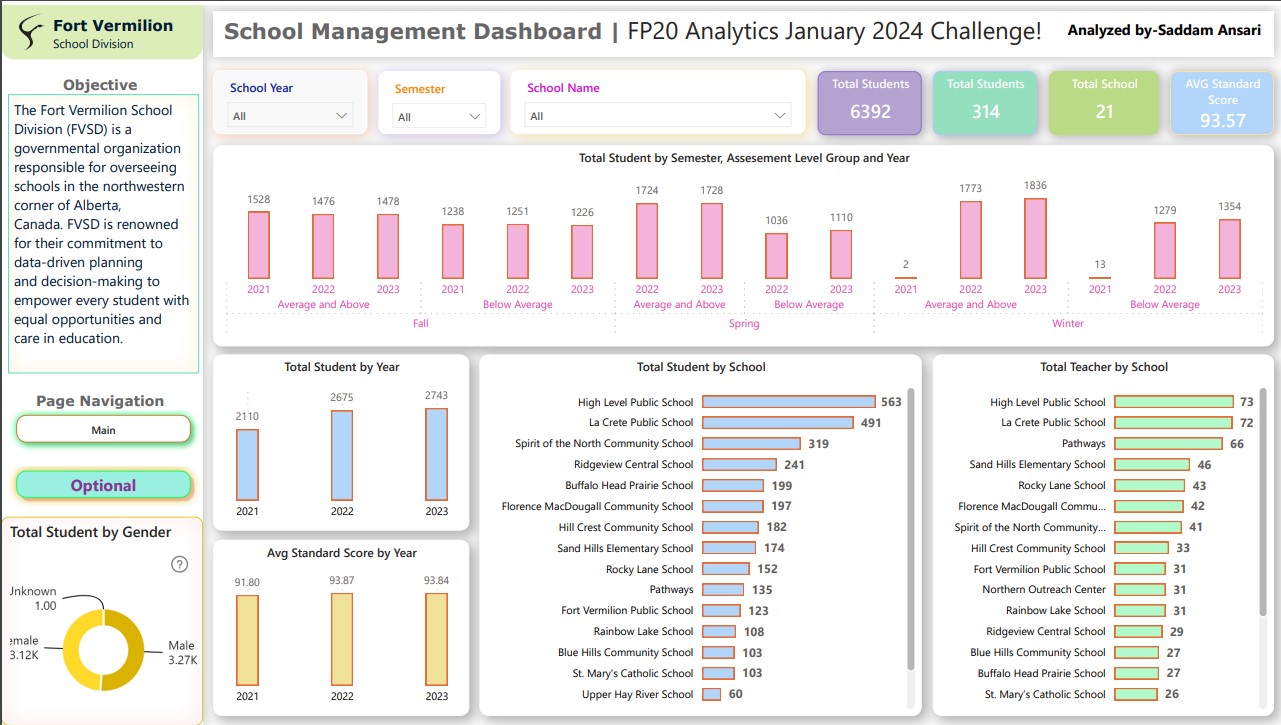 Fort Vermilion
School Division
School Management Dashboard | FP20 Analytics January 2024 Challenge!
Analyzed by-Saddam Ansari
Objective
The Fort Vermilion School
Division (FVSD) is a
governmental organization
responsible for overseeing
schools in the northwestern
corner of Alberta,
Canada. FVSD is renowned
for their commitment to
data-driven planning
and decision-making to
empower every student with
equal opportunities and
care in education.
Page Navigation
Main
Optional
Total Student by Gender
?
Unknown
1.00
emale
3.12K
Male
3.27K
School Year
All
Semester
All
School Name
All
Total Students
6392
Total Students
314
Total School
21
AVG Standard
Score
93.57
Total Student by Semester, Assesement Level Group and Year
1528 1476 1478 1238 1251 1226 1724 1728 1036 1110 2 1773 1836 13 1279 1354
2021 2022 2023 2021 2022 2023 2022 2023 2022 2023 2021 2022 2023 2021 2022 2023
Average and Above Below Average Average and Above Below Average Average and Above Below Average
Fall Spring Winter
Total Student by Year
2110 2675 2743
2021 2022 2023
Avg Standard Score by Year
91.80 93.87 93.84
2021 2022 2023
Total Student by School
High Level Public School 563
La Crete Public School 491
Spirit of the North Community School 319
Ridgeview Central School 241
Buffalo Head Prairie School 199
Florence MacDougall Community School 197
Hill Crest Community School 182
Sand Hills Elementary School 174
Rocky Lane School 152
Pathways 135
Fort Vermilion Public School 123
Rainbow Lake School 108
Blue Hills Community School 103
St. Mary's Catholic School 103
Upper Hay River School 60
Total Teacher by School
High Level Public School 73
La Crete Public School 72
Pathways 66
Sand Hills Elementary School 46
Rocky Lane School 43
Florence MacDougall Commu... 42
Spirit of the North Community... 41
Hill Crest Community School 33
Fort Vermilion Public School 31
Northern Outreach Center 31
Rainbow Lake School 31
Ridgeview Central School 29
Blue Hills Community School 27
Buffalo Head Prairie School 27
St. Mary's Catholic School 26